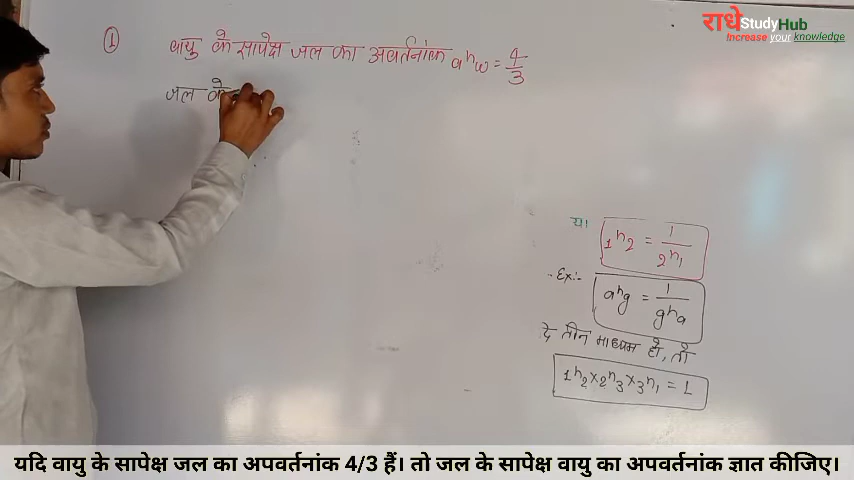 राधे StudyHub
Increase your knowledge
① वायु के सापेक्ष जल का अवर्तनांक aⁿw = 4/3
जल के
या 1ⁿ2 = 1/2ⁿ1
Ex:- aⁿg = 1/gⁿa
तीन माध्यम हो, तो
1ⁿ2 × 2ⁿ3 × 3ⁿ1 = 1
यदि वायु के सापेक्ष जल का अपवर्तनांक 4/3 हैं। तो जल के सापेक्ष वायु का अपवर्तनांक ज्ञात कीजिए।